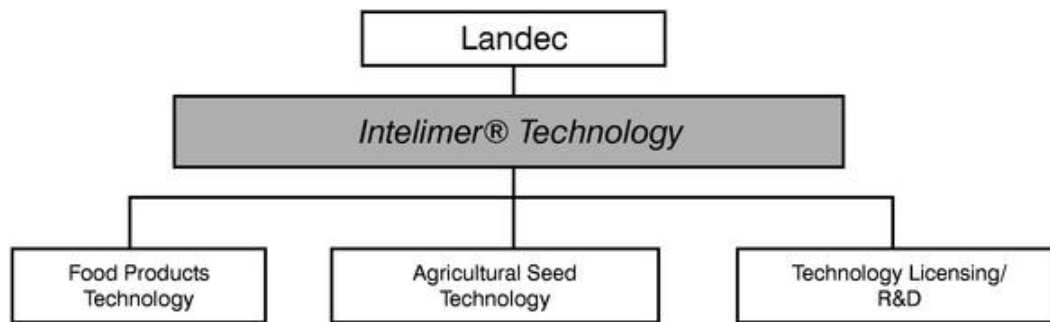 Landec
Intelimer® Technology
Food Products
Technology
Agricultural Seed
Technology
Technology Licensing/
R&D